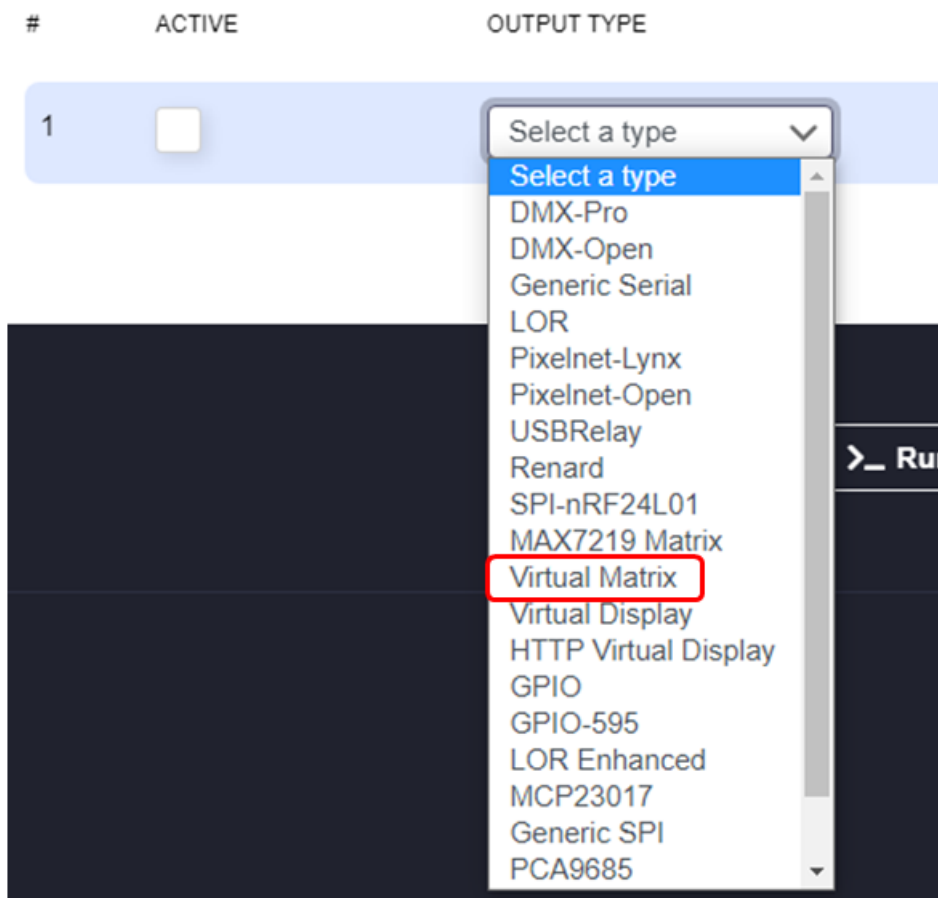 # ACTIVE OUTPUT TYPE
1 Select a type
Select a type
DMX-Pro
DMX-Open
Generic Serial
LOR
Pixelnet-Lynx
Pixelnet-Open
USBRelay
>_ Ru
Renard
SPI-nRF24L01
MAX7219 Matrix
Virtual Matrix
Virtual Display
HTTP Virtual Display
GPIO
GPIO-595
LOR Enhanced
MCP23017
Generic SPI
PCA9685